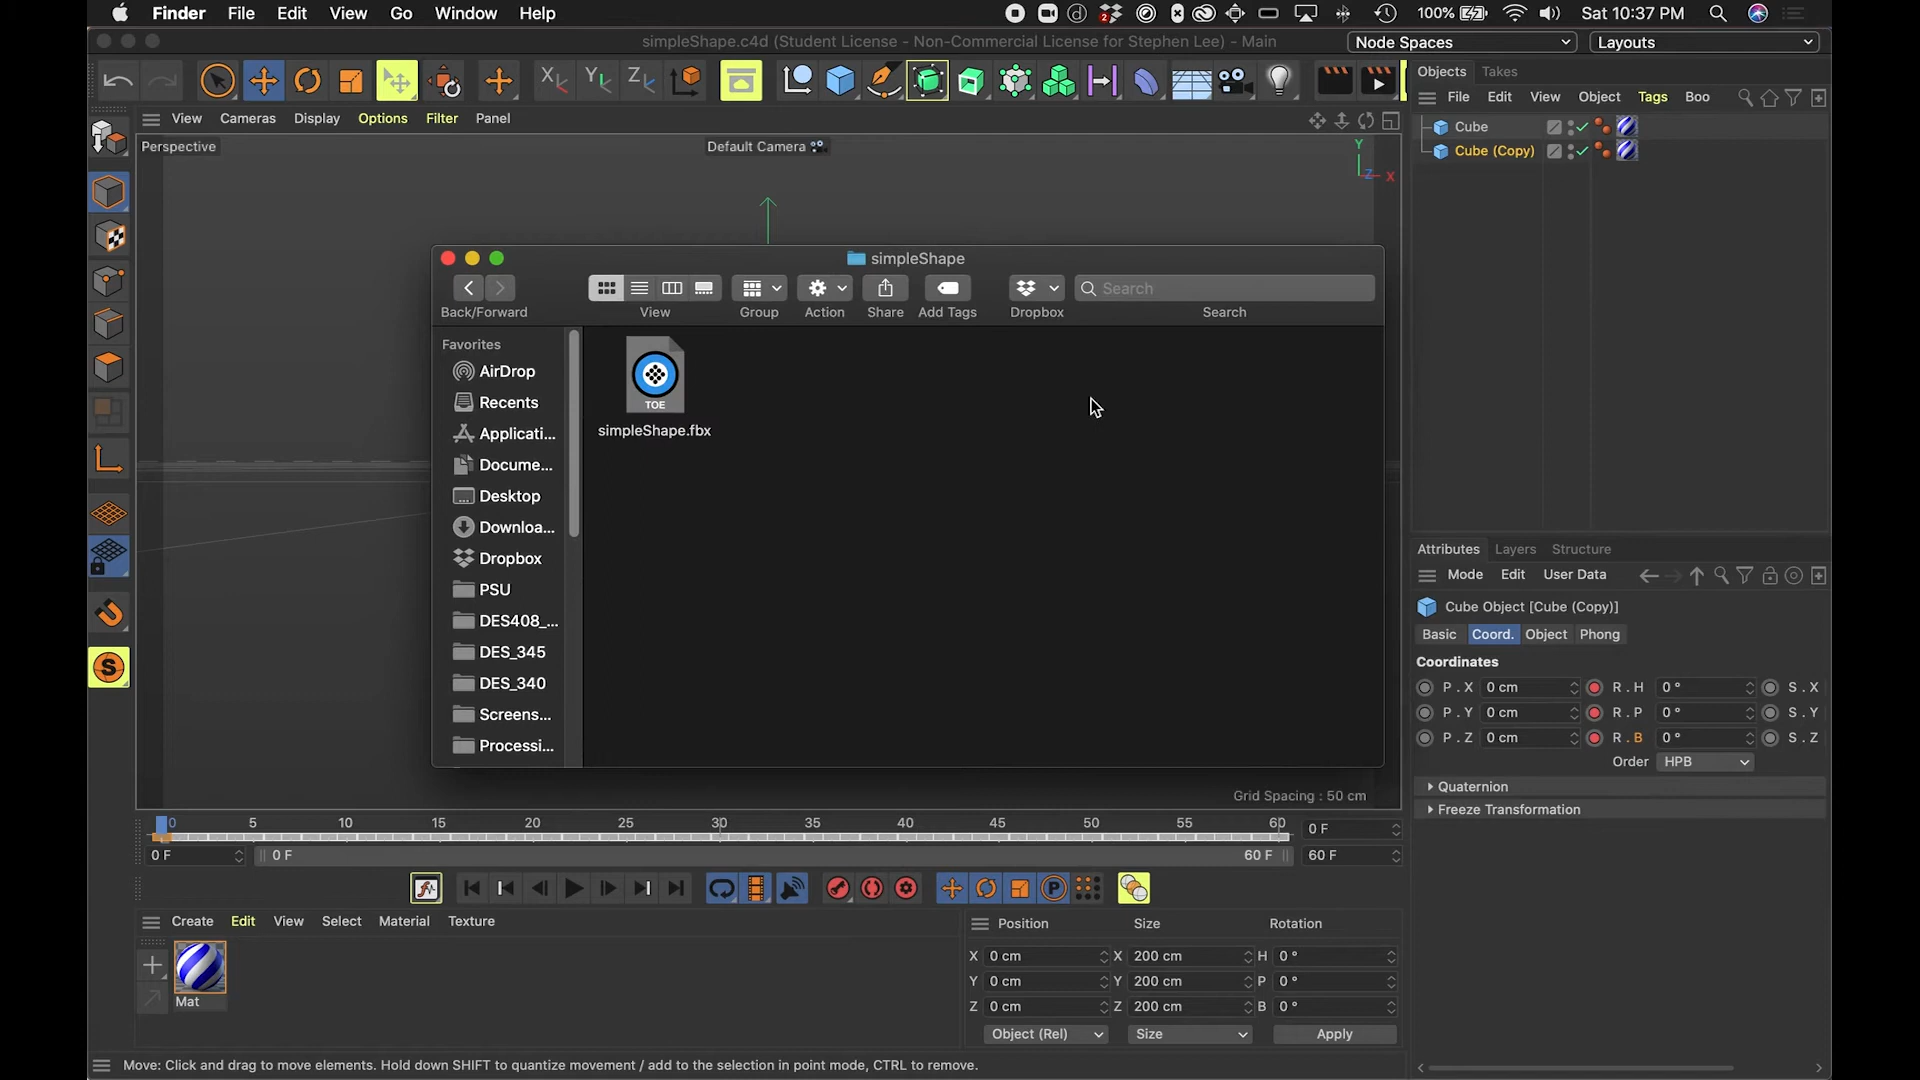 Finder File Edit View Go Window Help 2 100% Sat 10:37 PM
simpleShape.c4d (Student License - Non-Commercial License for Stephen Lee) - Main Node Spaces Layouts
X Y Z
Objects Takes
File Edit View Object Tags Boo
View Cameras Display Options Filter Panel
Perspective Default Camera
Y
Z X
Cube
Cube (Copy)
simpleShape
Search
Back/Forward View Group Action Share Add Tags Dropbox Search
Favorites
AirDrop
Recents
Applicati...
Docume...
Desktop
Downloa...
Dropbox
PSU
DES408_...
DES_345
DES_340
Screens...
Processi...
TOE
simpleShape.fbx
Grid Spacing : 50 cm
Attributes Layers Structure
Mode Edit User Data
Cube Object [Cube (Copy)]
Basic Coord. Object Phong
Coordinates
P . X 0 cm R . H 0 ° S . X
P . Y 0 cm R . P 0 ° S . Y
P . Z 0 cm R . B 0 ° S . Z
Order HPB
Quaternion
Freeze Transformation
0 5 10 15 20 25 30 35 40 45 50 55 60 0 F
0 F 0 F 60 F 60 F
P
S
Create Edit View Select Material Texture
Mat
Position Size Rotation
X 0 cm X 200 cm H 0 °
Y 0 cm Y 200 cm P 0 °
Z 0 cm Z 200 cm B 0 °
Object (Rel) Size Apply
Move: Click and drag to move elements. Hold down SHIFT to quantize movement / add to the selection in point mode, CTRL to remove.